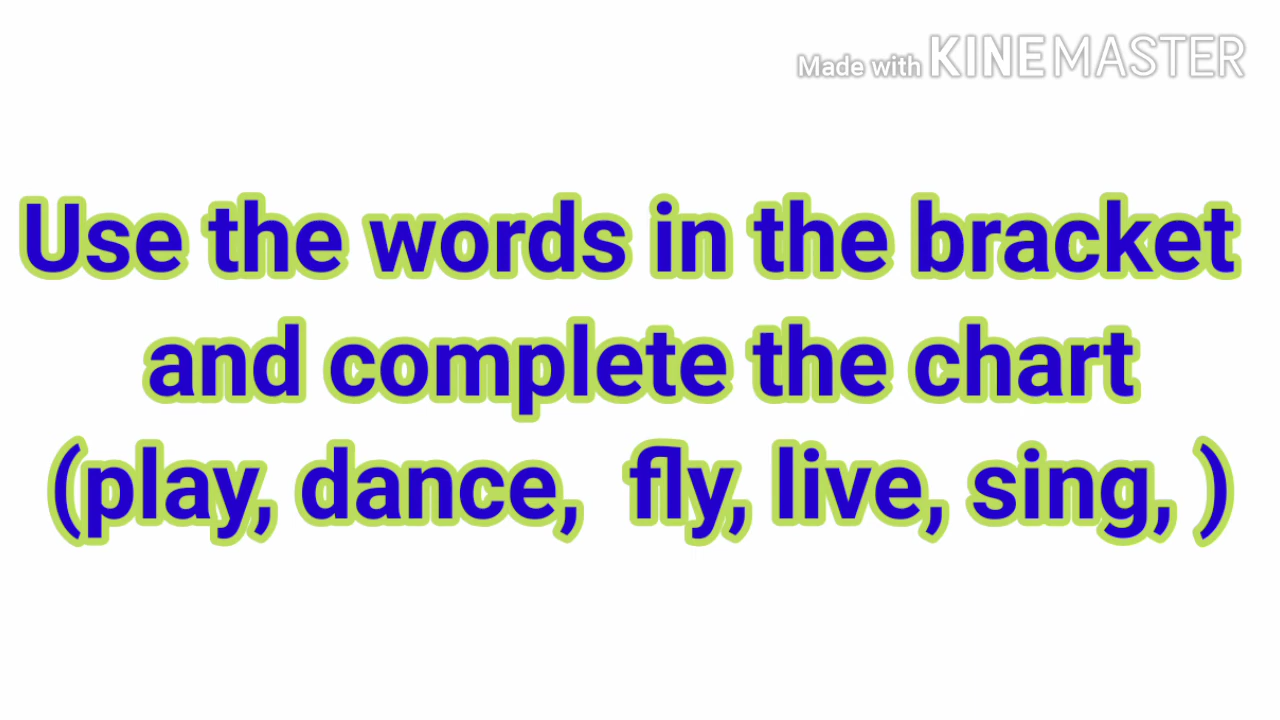 Made with KINEMASTER
Use the words in the bracket
and complete the chart
(play, dance, fly, live, sing, )